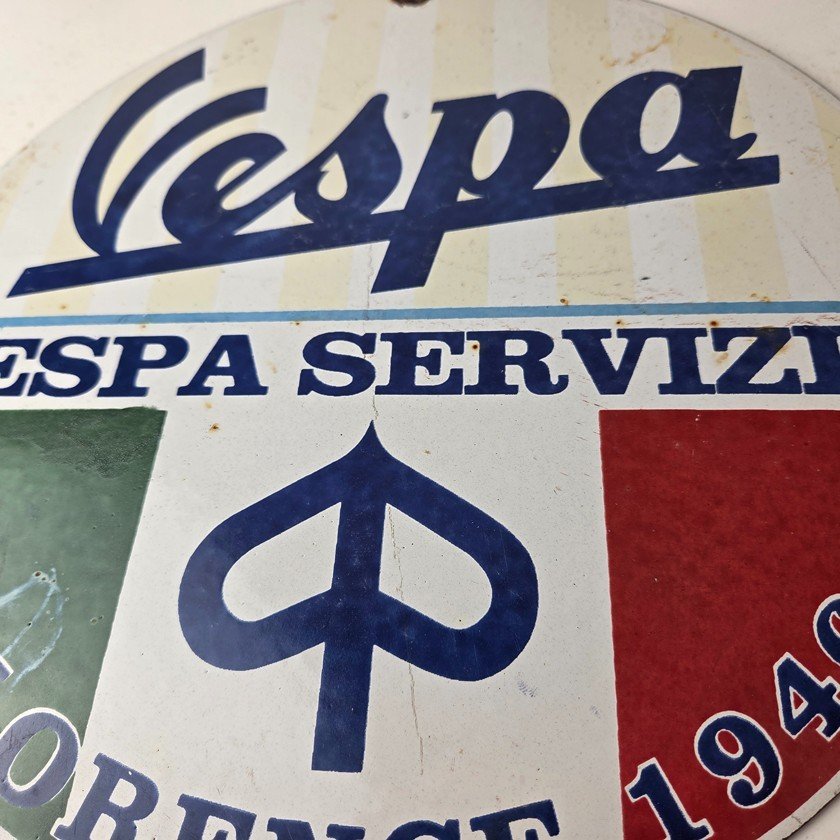 Vespa
ESPA SERVIZI
ORENCE 194